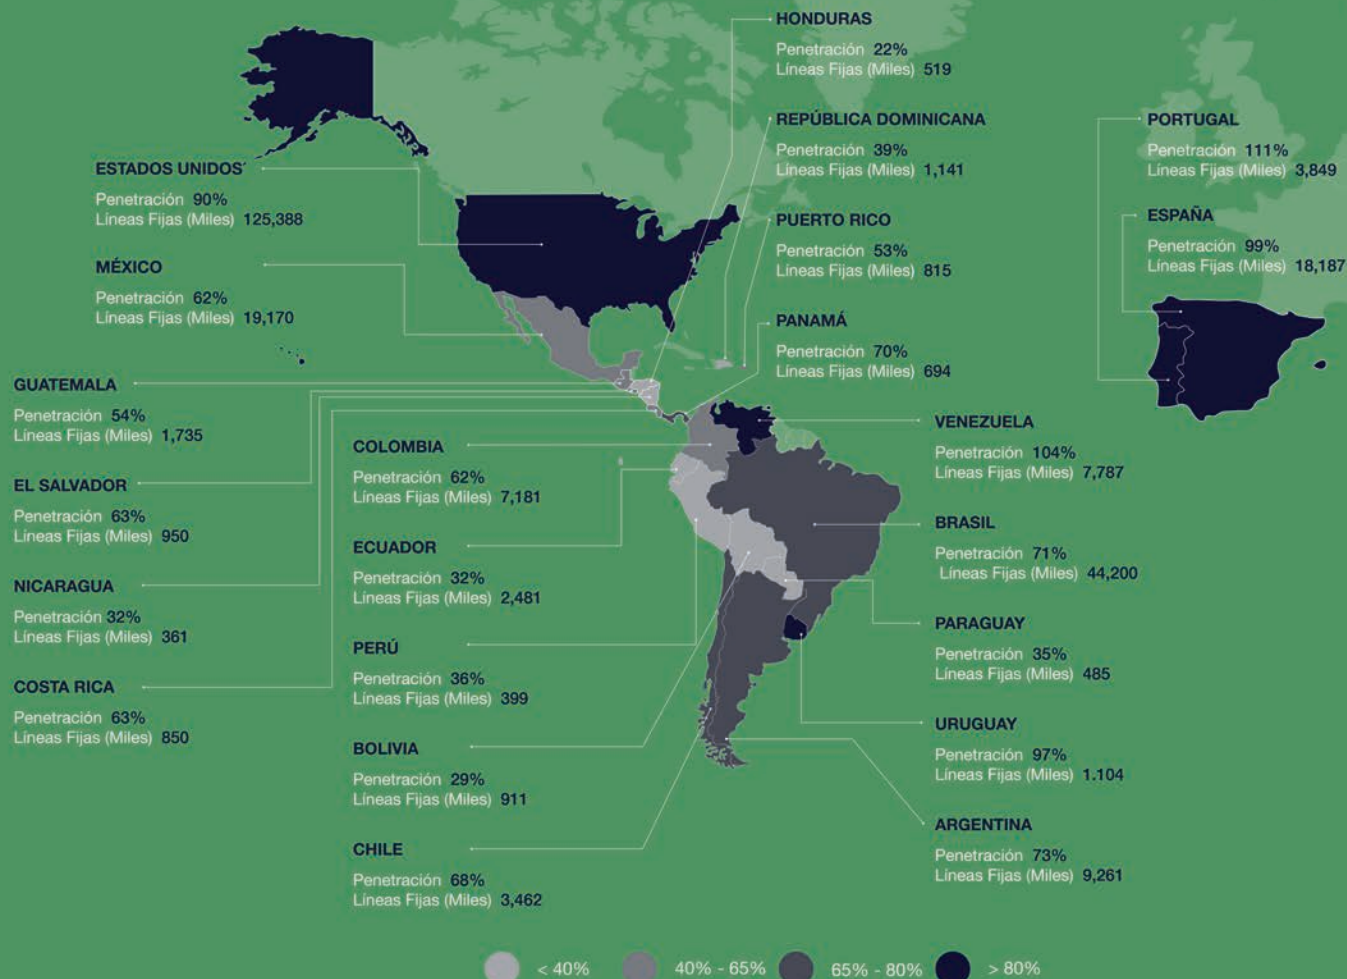 HONDURAS
Penetración 22%
Líneas Fijas (Miles) 519
REPÚBLICA DOMINICANA
Penetración 39%
Líneas Fijas (Miles) 1,141
PUERTO RICO
Penetración 53%
Líneas Fijas (Miles) 815
PANAMÁ
Penetración 70%
Líneas Fijas (Miles) 694
PORTUGAL
Penetración 111%
Líneas Fijas (Miles) 3,849
ESPAÑA
Penetración 99%
Líneas Fijas (Miles) 18,187
ESTADOS UNIDOS
Penetración 90%
Líneas Fijas (Miles) 125,388
MÉXICO
Penetración 62%
Líneas Fijas (Miles) 19,170
GUATEMALA
Penetración 54%
Líneas Fijas (Miles) 1,735
EL SALVADOR
Penetración 63%
Líneas Fijas (Miles) 950
NICARAGUA
Penetración 32%
Líneas Fijas (Miles) 361
COSTA RICA
Penetración 63%
Líneas Fijas (Miles) 850
COLOMBIA
Penetración 62%
Líneas Fijas (Miles) 7,181
ECUADOR
Penetración 32%
Líneas Fijas (Miles) 2,481
PERÚ
Penetración 36%
Líneas Fijas (Miles) 399
BOLIVIA
Penetración 29%
Líneas Fijas (Miles) 911
CHILE
Penetración 68%
Líneas Fijas (Miles) 3,462
VENEZUELA
Penetración 104%
Líneas Fijas (Miles) 7,787
BRASIL
Penetración 71%
Líneas Fijas (Miles) 44,200
PARAGUAY
Penetración 35%
Líneas Fijas (Miles) 485
URUGUAY
Penetración 97%
Líneas Fijas (Miles) 1.104
ARGENTINA
Penetración 73%
Líneas Fijas (Miles) 9,261
< 40%
40% - 65%
65% - 80%
> 80%